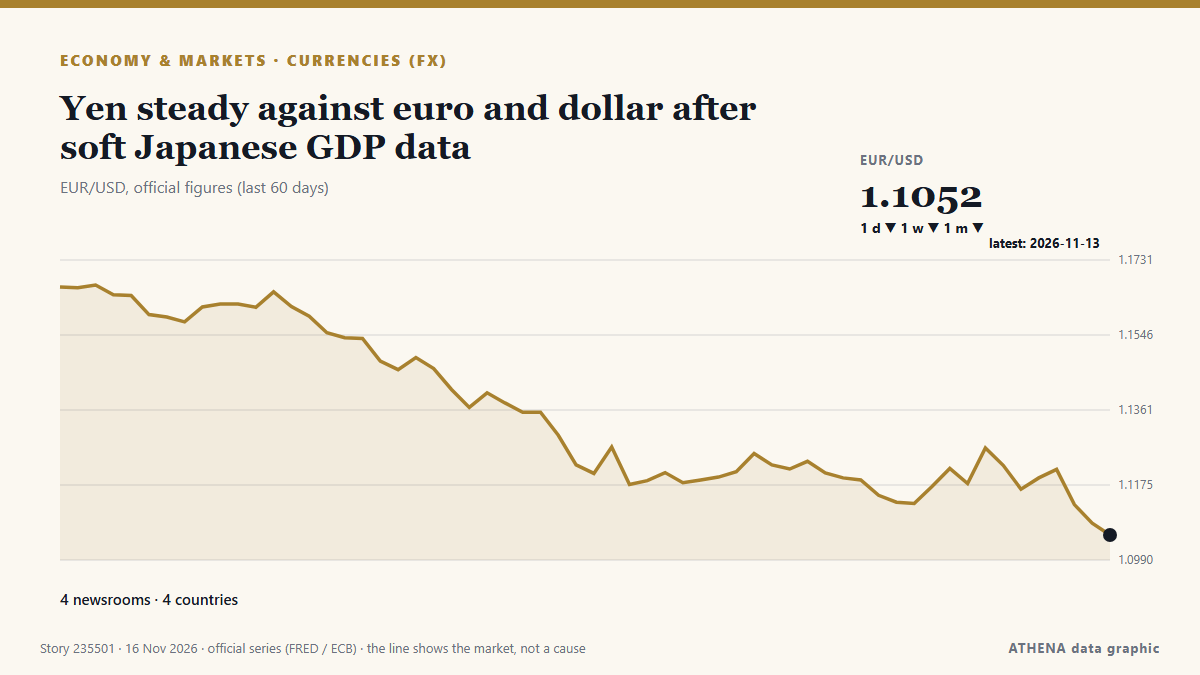 ECONOMY & MARKETS · CURRENCIES (FX)
Yen steady against euro and dollar after
soft Japanese GDP data
EUR/USD, official figures (last 60 days)
EUR/USD
1.1052
1 d ▼ 1 w ▼ 1 m ▼
latest: 2026-11-13
1.1731
1.1546
1.1361
1.1175
1.0990
4 newsrooms · 4 countries
Story 235501 · 16 Nov 2026 · official series (FRED / ECB) · the line shows the market, not a cause
ATHENA data graphic